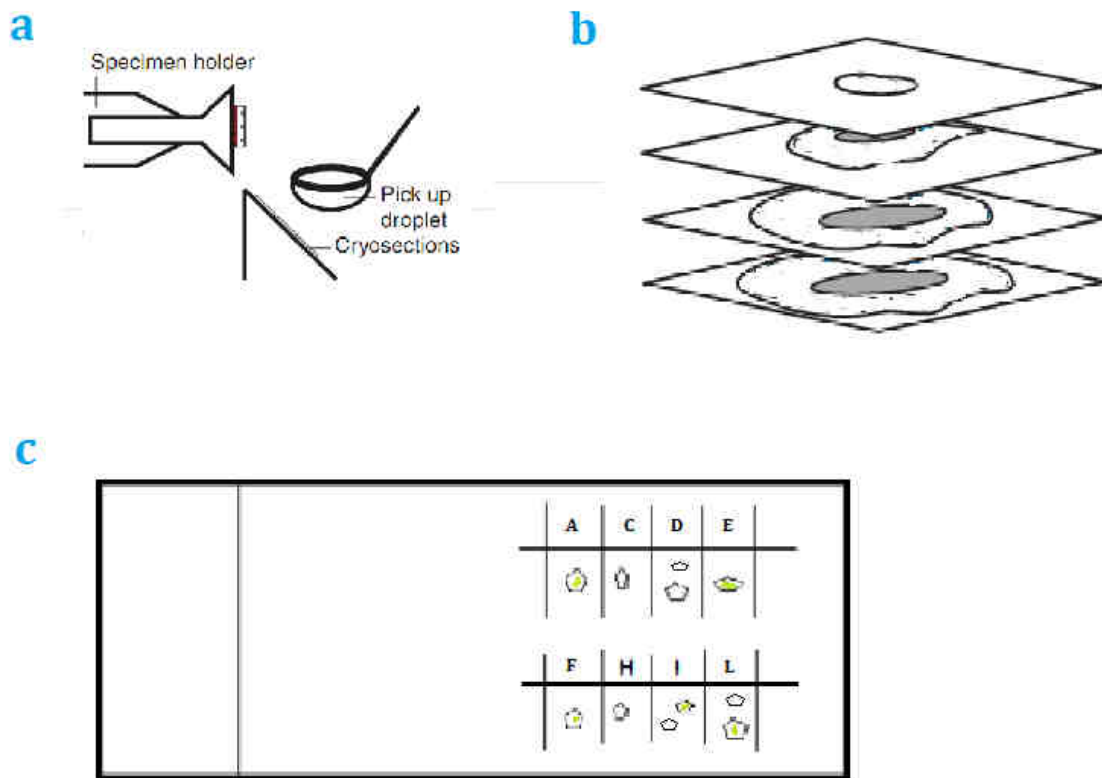 a
Specimen holder
Pick up
droplet
Cryosections
b
c
A C D E
F H I L